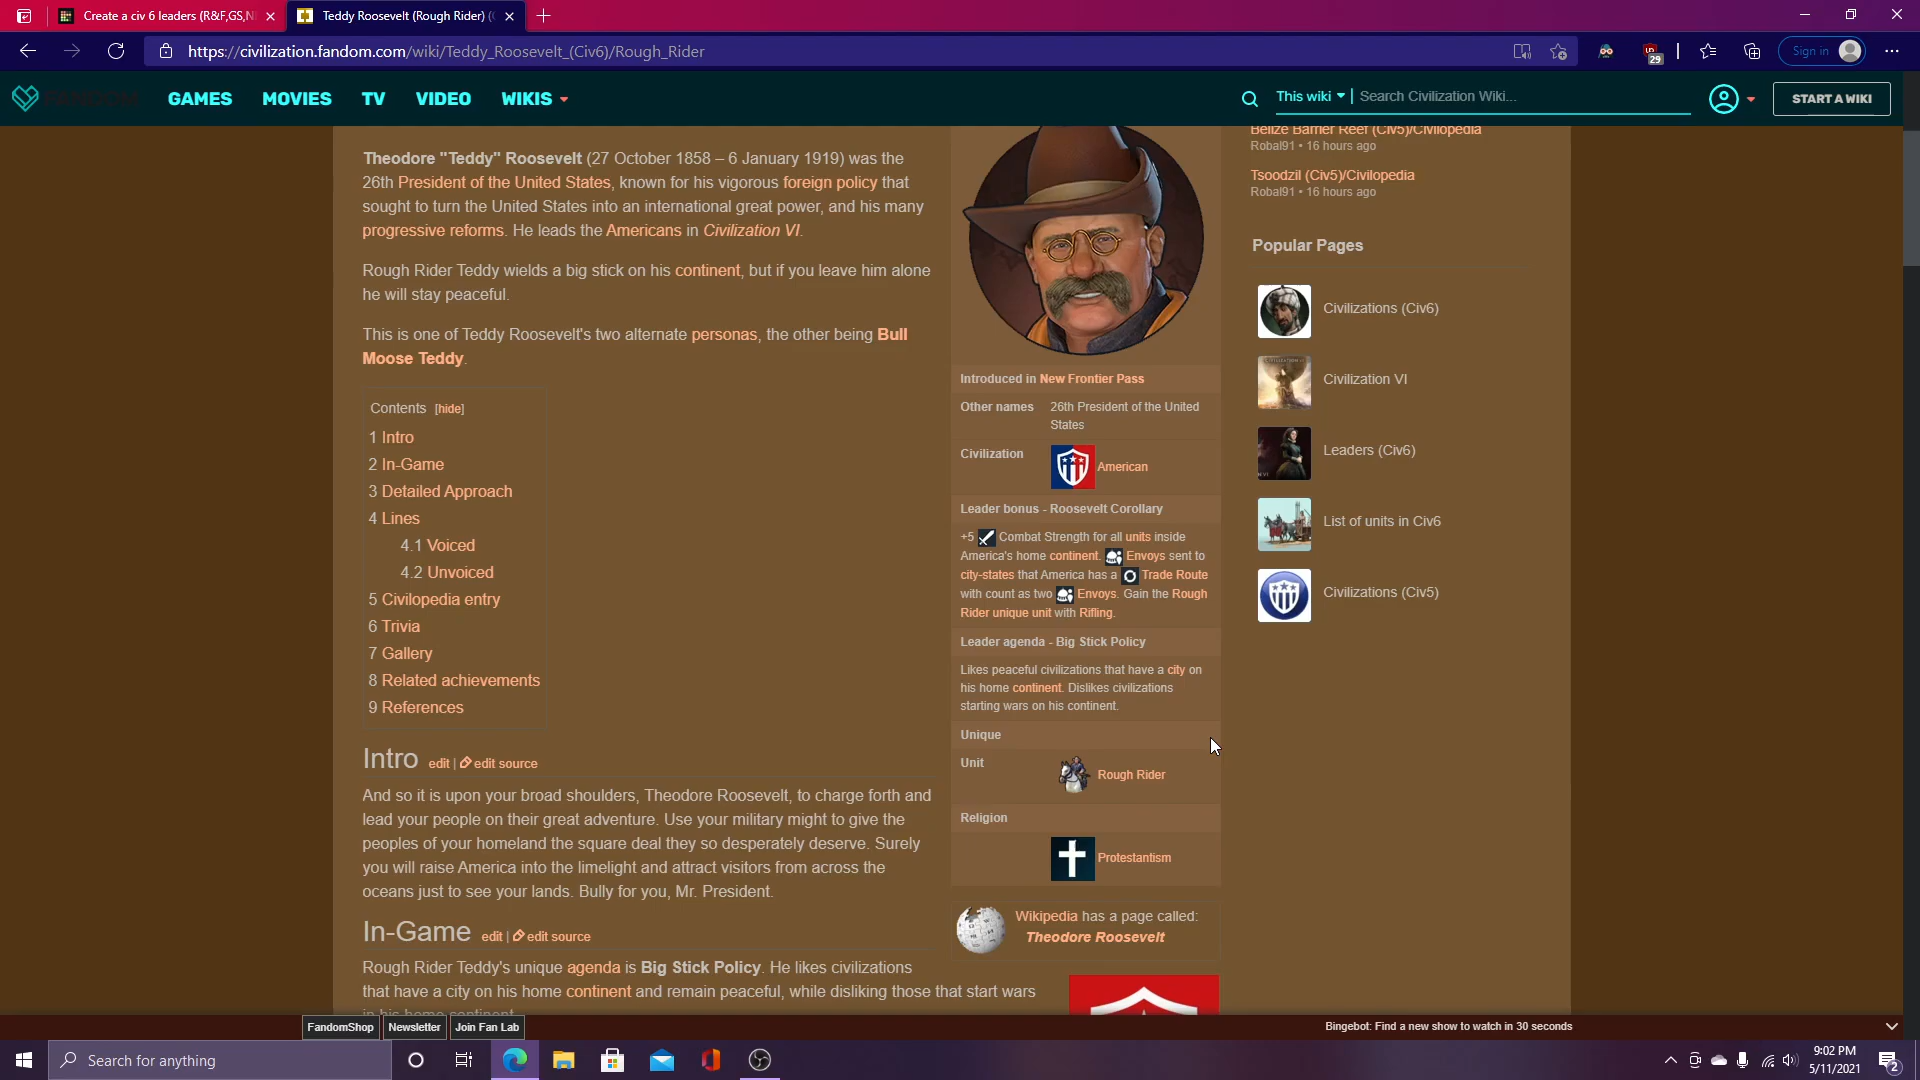 Create a civ 6 leaders (R&F,GS,N
Teddy Roosevelt (Rough Rider) (
https://civilization.fandom.com/wiki/Teddy_Roosevelt_(Civ6)/Rough_Rider
29
Sign in
GAMES
MOVIES
TV
VIDEO
WIKIS
This wiki
Search Civilization Wiki...
START A WIKI
Theodore "Teddy" Roosevelt (27 October 1858 – 6 January 1919) was the
26th President of the United States, known for his vigorous foreign policy that
sought to turn the United States into an international great power, and his many
progressive reforms. He leads the Americans in Civilization VI.
Rough Rider Teddy wields a big stick on his continent, but if you leave him alone
he will stay peaceful.
This is one of Teddy Roosevelt's two alternate personas, the other being Bull
Moose Teddy.
Contents [hide]
1 Intro
2 In-Game
3 Detailed Approach
4 Lines
4.1 Voiced
4.2 Unvoiced
5 Civilopedia entry
6 Trivia
7 Gallery
8 Related achievements
9 References
Intro edit | edit source
And so it is upon your broad shoulders, Theodore Roosevelt, to charge forth and
lead your people on their great adventure. Use your military might to give the
peoples of your homeland the square deal they so desperately deserve. Surely
you will raise America into the limelight and attract visitors from across the
oceans just to see your lands. Bully for you, Mr. President.
In-Game edit | edit source
Rough Rider Teddy's unique agenda is Big Stick Policy. He likes civilizations
that have a city on his home continent and remain peaceful, while disliking those that start wars
in his home continent.
Introduced in New Frontier Pass
Other names 26th President of the United
States
Civilization American
Leader bonus - Roosevelt Corollary
+5 Combat Strength for all units inside
America's home continent. Envoys sent to
city-states that America has a Trade Route
with count as two Envoys. Gain the Rough
Rider unique unit with Rifling.
Leader agenda - Big Stick Policy
Likes peaceful civilizations that have a city on
his home continent. Dislikes civilizations
starting wars on his continent.
Unique
Unit Rough Rider
Religion
Protestantism
Wikipedia has a page called:
Theodore Roosevelt
Belize Barrier Reef (Civ5)/Civilopedia
Robal91 • 16 hours ago
Tsoodzil (Civ5)/Civilopedia
Robal91 • 16 hours ago
Popular Pages
Civilizations (Civ6)
Civilization VI
Leaders (Civ6)
List of units in Civ6
Civilizations (Civ5)
FandomShop
Newsletter
Join Fan Lab
Bingebot: Find a new show to watch in 30 seconds
Search for anything
9:02 PM
5/11/2021
2